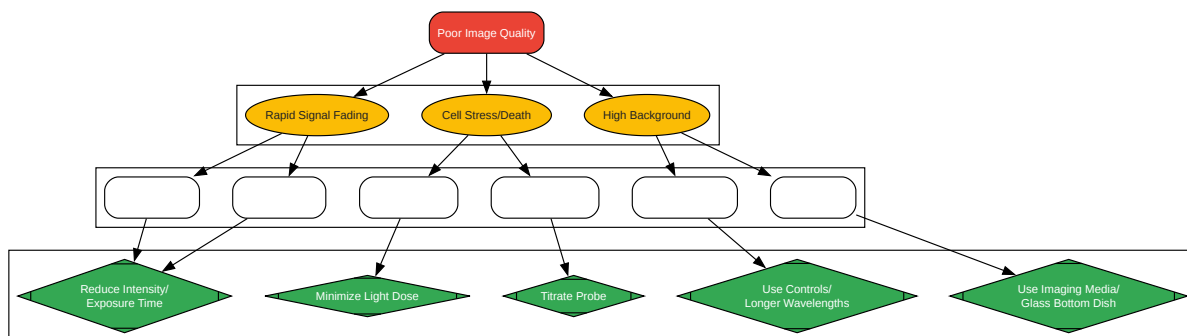 Poor Image Quality
Rapid Signal Fading
Cell Stress/Death
High Background
Reduce Intensity/
Exposure Time
Minimize Light Dose
Titrate Probe
Use Controls/
Longer Wavelengths
Use Imaging Media/
Glass Bottom Dish